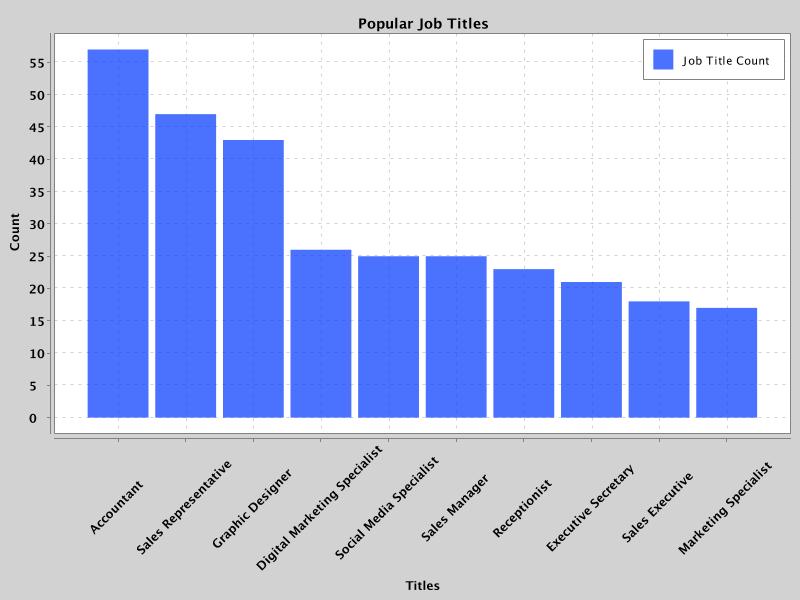 Popular Job Titles
Job Title Count
Count
55
50
45
40
35
30
25
20
15
10
5
0
Accountant
Sales Representative
Graphic Designer
Digital Marketing Specialist
Social Media Specialist
Sales Manager
Receptionist
Executive Secretary
Sales Executive
Marketing Specialist
Titles